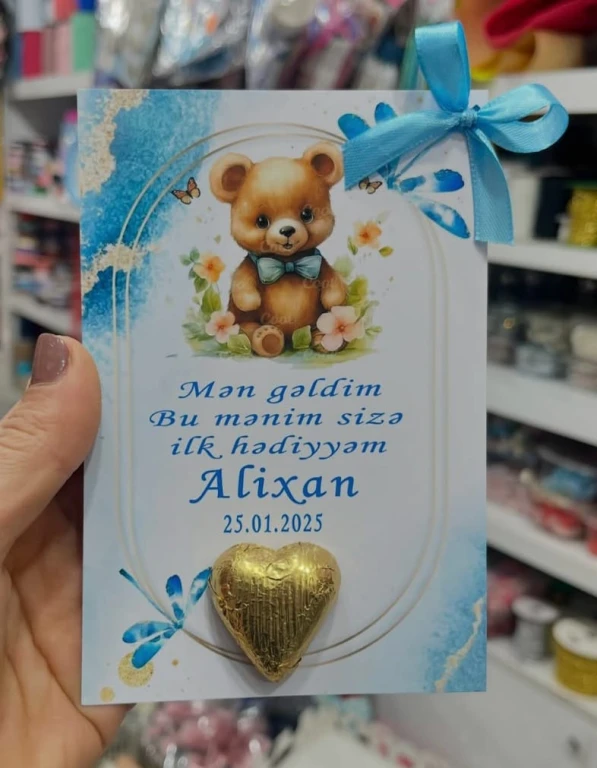 Mən gəldim
Bu mənim sizə
ilk hədiyyəm
Alixan
25.01.2025